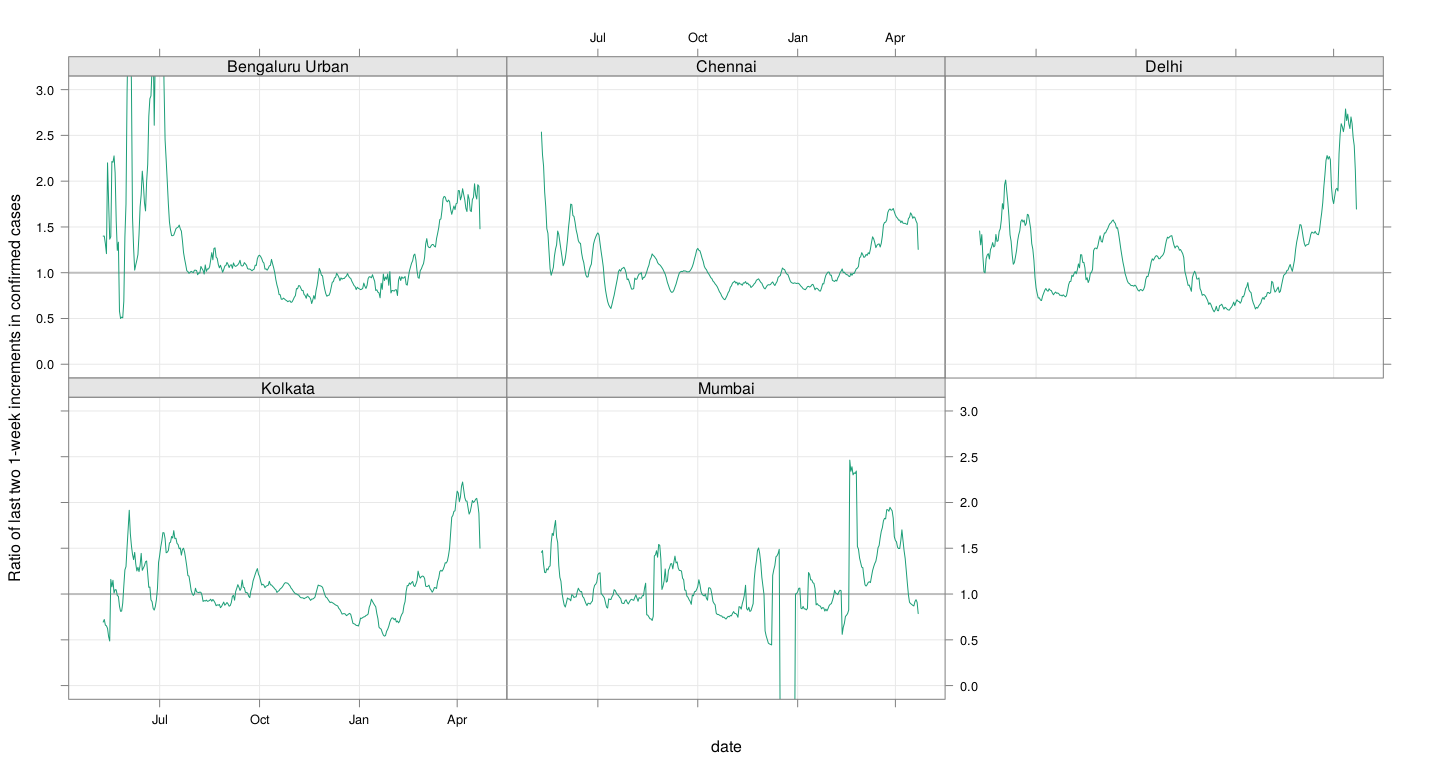 Jul Oct Jan Apr
Bengaluru Urban Chennai Delhi
3.0
2.5
2.0
1.5
1.0
0.5
0.0
Ratio of last two 1-week increments in confirmed cases
Kolkata Mumbai
3.0
2.5
2.0
1.5
1.0
0.5
0.0
Jul Oct Jan Apr
date